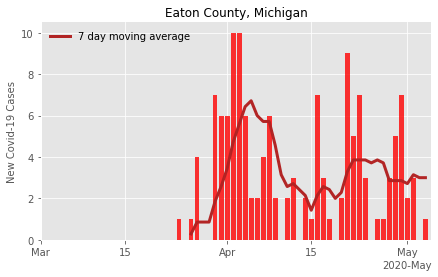 Eaton County, Michigan
7 day moving average
New Covid-19 Cases
10
8
6
4
2
0
Mar 15 Apr 15 May
2020-May